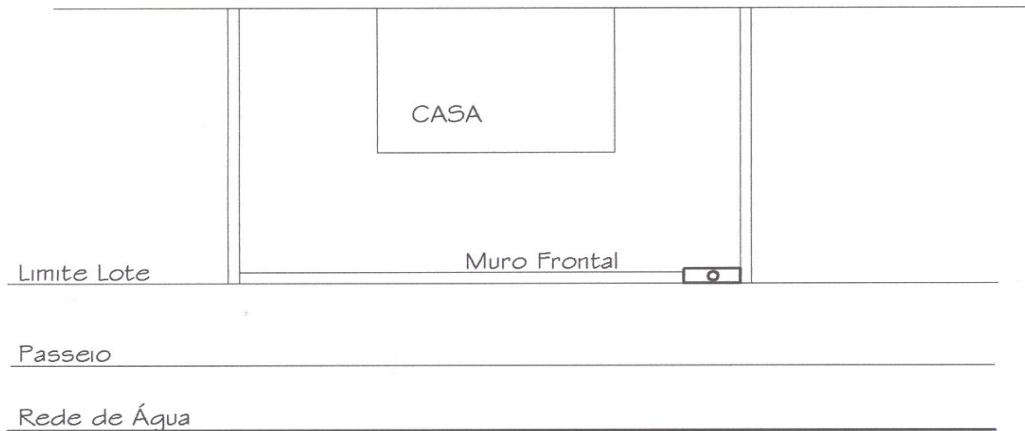 CASA
Muro Frontal
Limite Lote
Passeio
Rede de Água